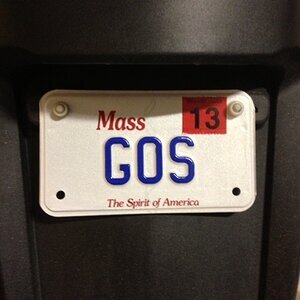 Mass 13
GOS
The Spirit of America